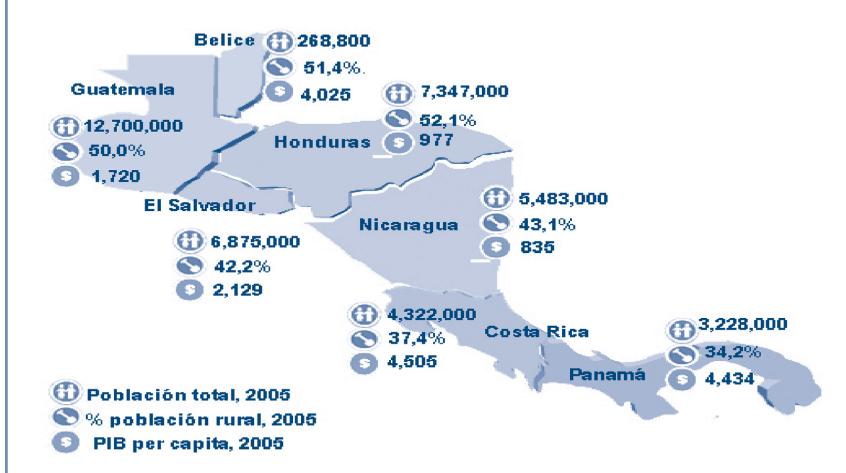 Belice
268,800
51,4%.
4,025
Guatemala
12,700,000
50,0%
1,720
7,347,000
52,1%
977
Honduras
El Salvador
6,875,000
42,2%
2,129
5,483,000
43,1%
835
Nicaragua
4,322,000
37,4%
4,505
Costa Rica
3,228,000
34,2%
4,434
Panamá
Población total, 2005
% población rural, 2005
$ PIB per capita, 2005